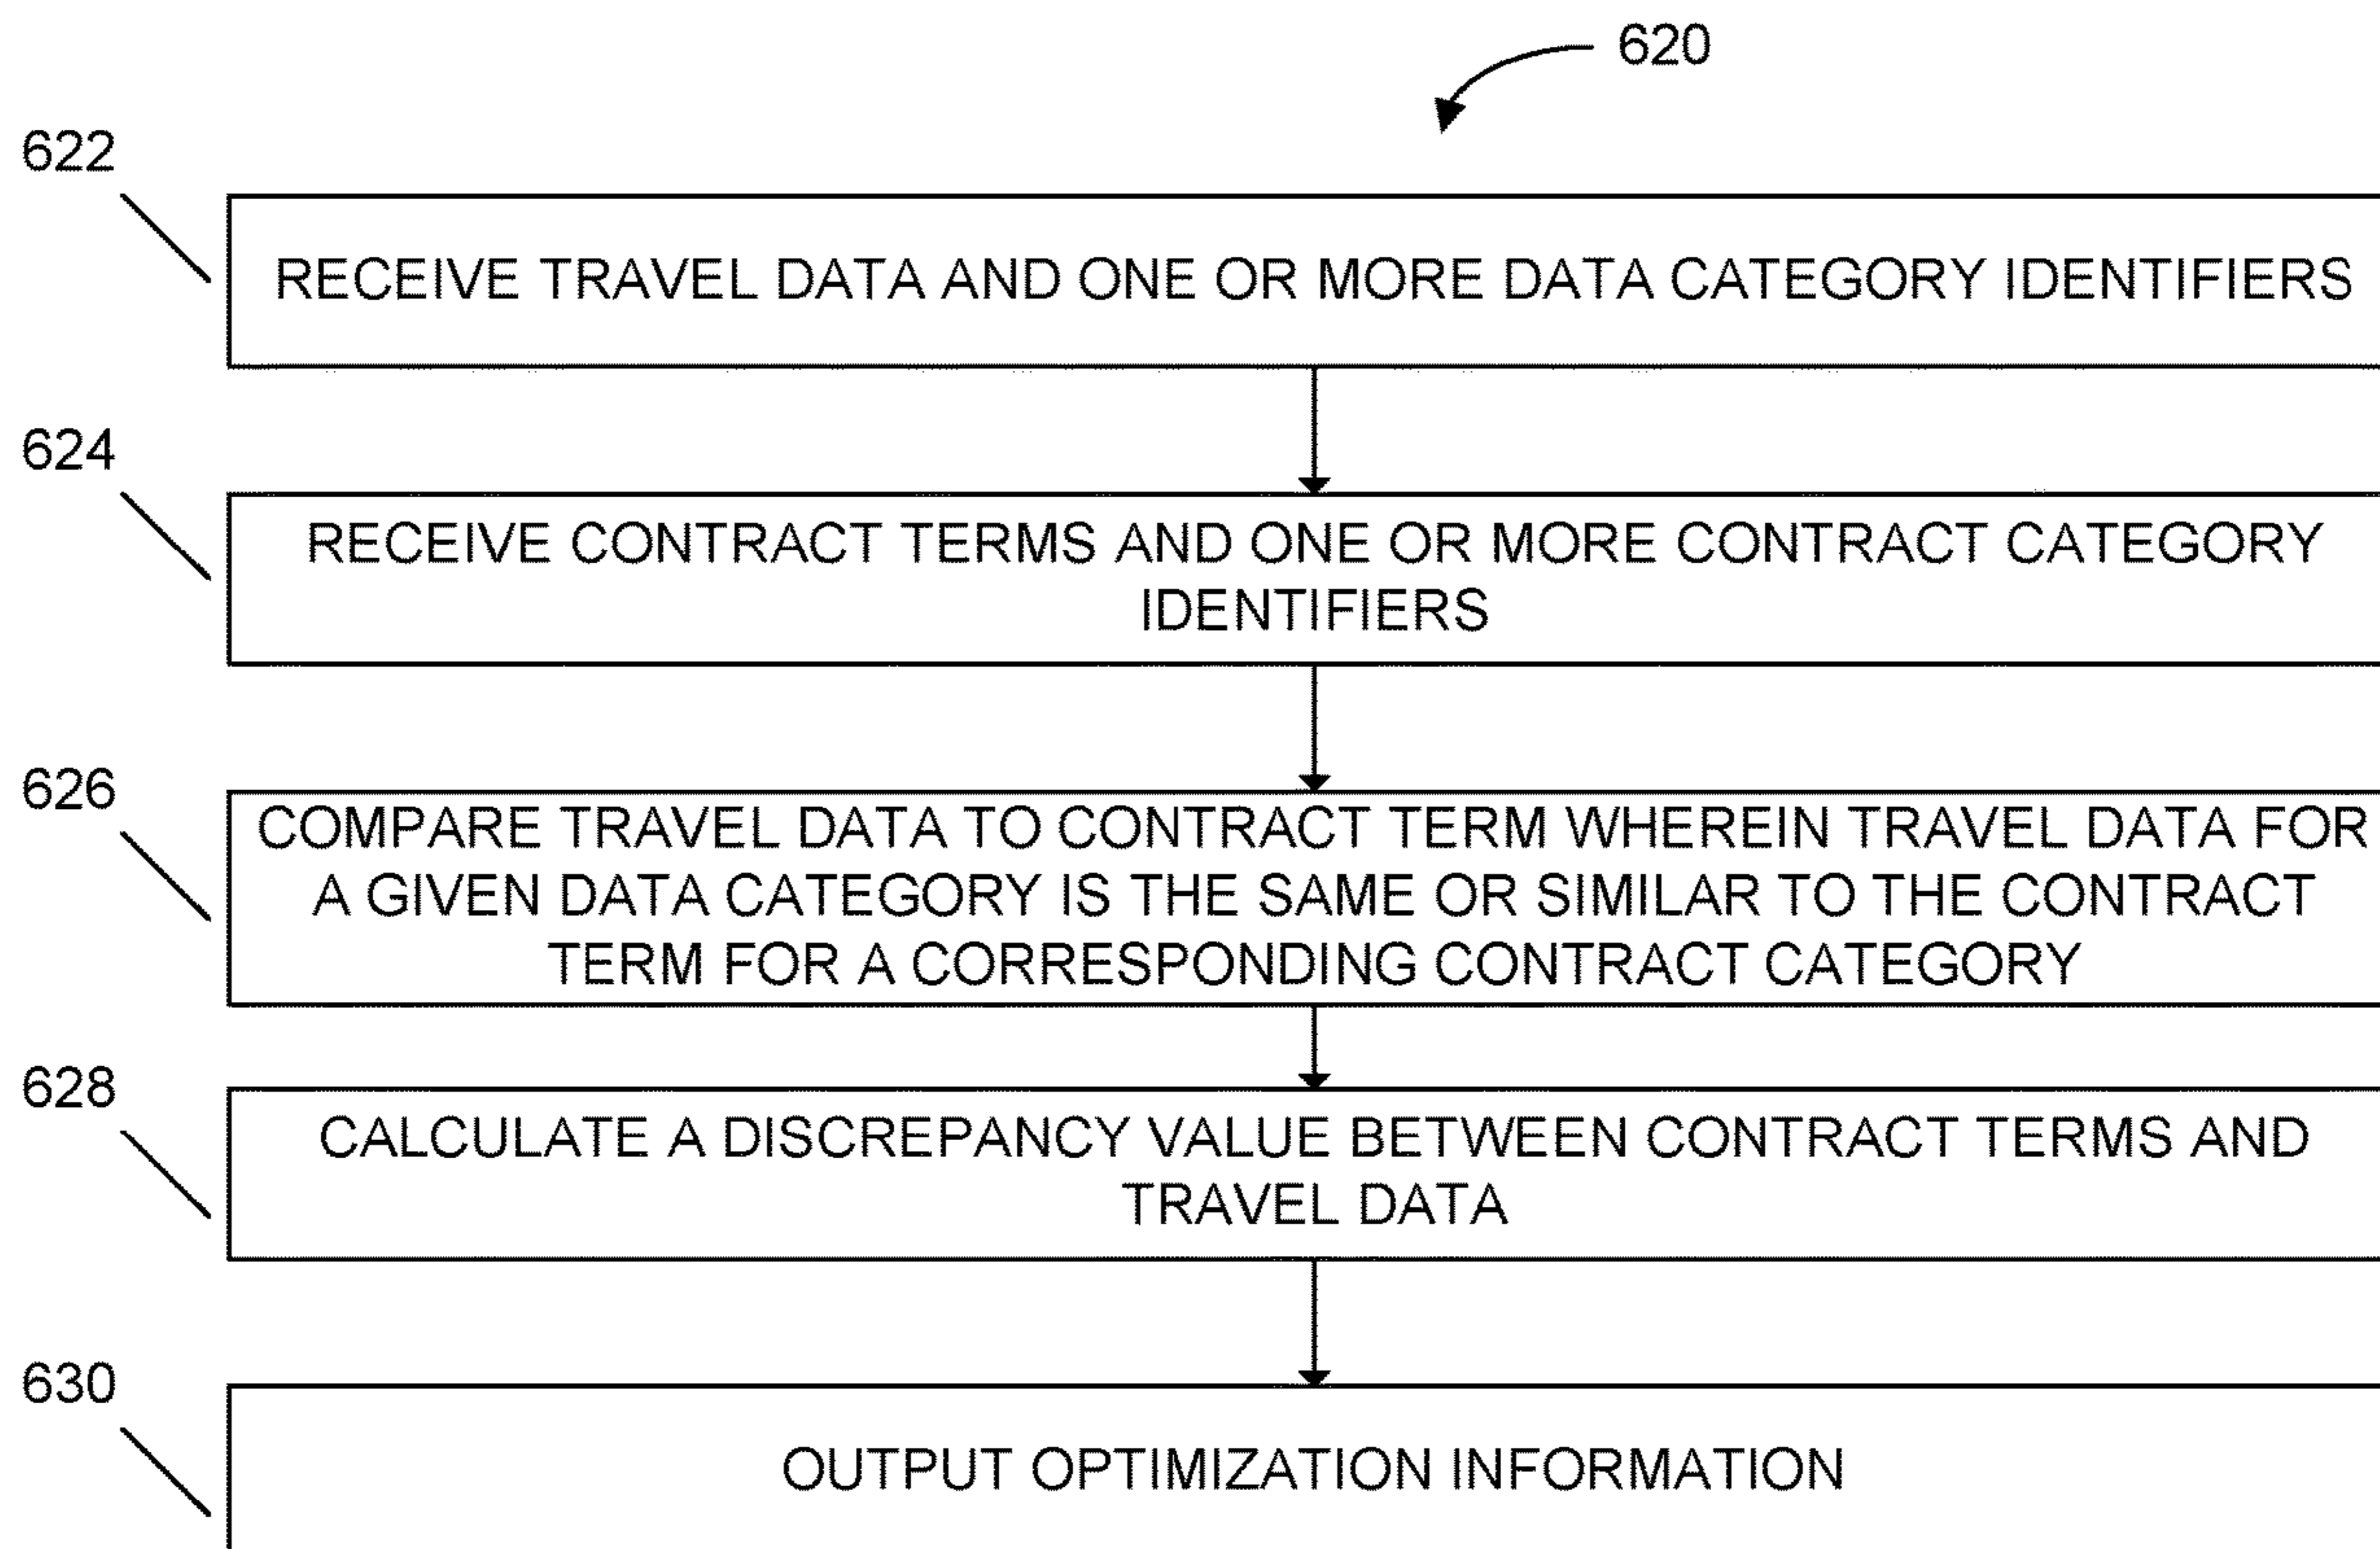 620
622
RECEIVE TRAVEL DATA AND ONE OR MORE DATA CATEGORY IDENTIFIERS
624
RECEIVE CONTRACT TERMS AND ONE OR MORE CONTRACT CATEGORY
IDENTIFIERS
626
COMPARE TRAVEL DATA TO CONTRACT TERM WHEREIN TRAVEL DATA FOR
A GIVEN DATA CATEGORY IS THE SAME OR SIMILAR TO THE CONTRACT
TERM FOR A CORRESPONDING CONTRACT CATEGORY
628
CALCULATE A DISCREPANCY VALUE BETWEEN CONTRACT TERMS AND
TRAVEL DATA
630
OUTPUT OPTIMIZATION INFORMATION